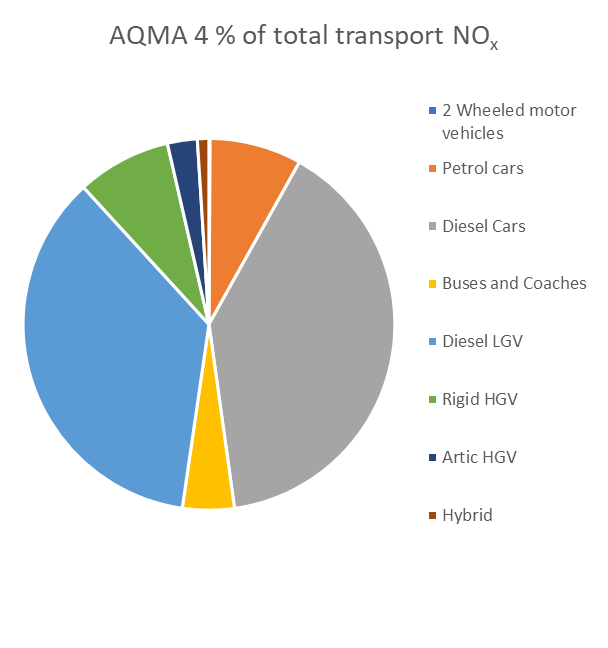 AQMA 4 % of total transport NOx
2 Wheeled motor
vehicles
Petrol cars
Diesel Cars
Buses and Coaches
Diesel LGV
Rigid HGV
Artic HGV
Hybrid